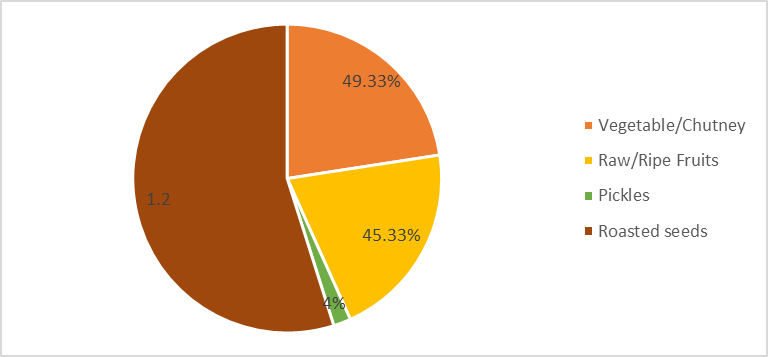 49.33%
45.33%
4%
1.2
Vegetable/Chutney
Raw/Ripe Fruits
Pickles
Roasted seeds